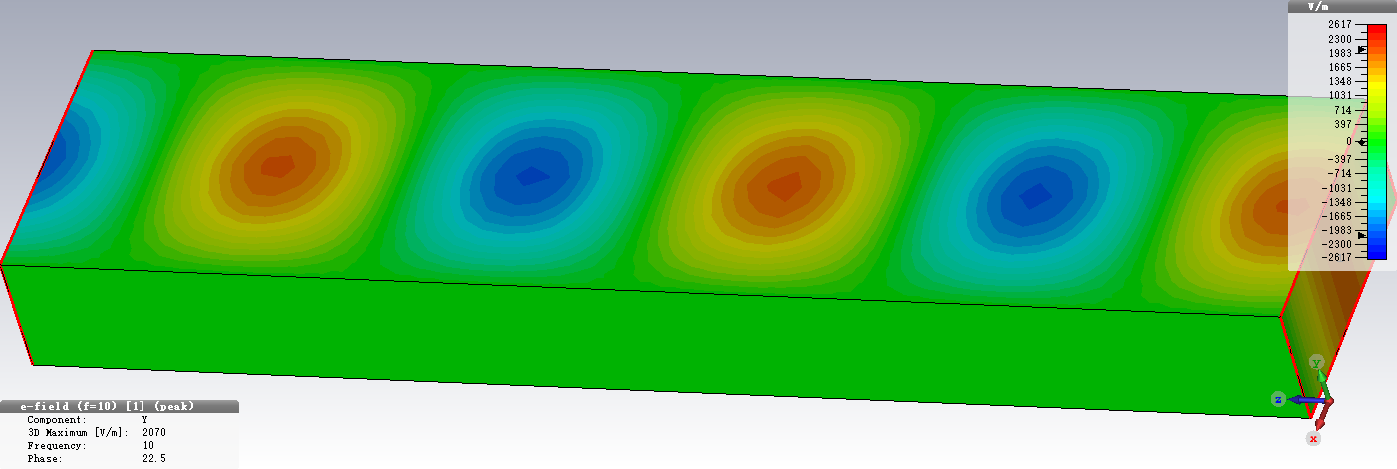 V/m
2617
2300
1983
1665
1348
1031
714
397
0
-397
-714
-1031
-1348
-1665
-1983
-2300
-2617
y
z
x
e-field (f=10) [1] (peak)
Component: Y
3D Maximum [V/m]: 2070
Frequency: 10
Phase: 22.5